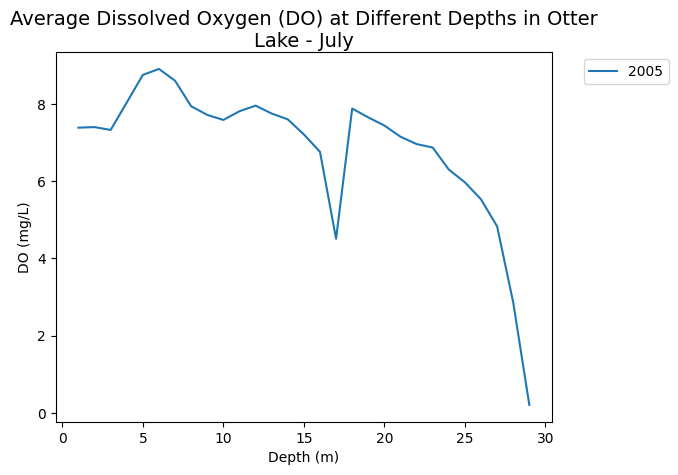 Average Dissolved Oxygen (DO) at Different Depths in Otter
Lake - July
2005
DO (mg/L)
8
6
4
2
0
0 5 10 15 20 25 30
Depth (m)